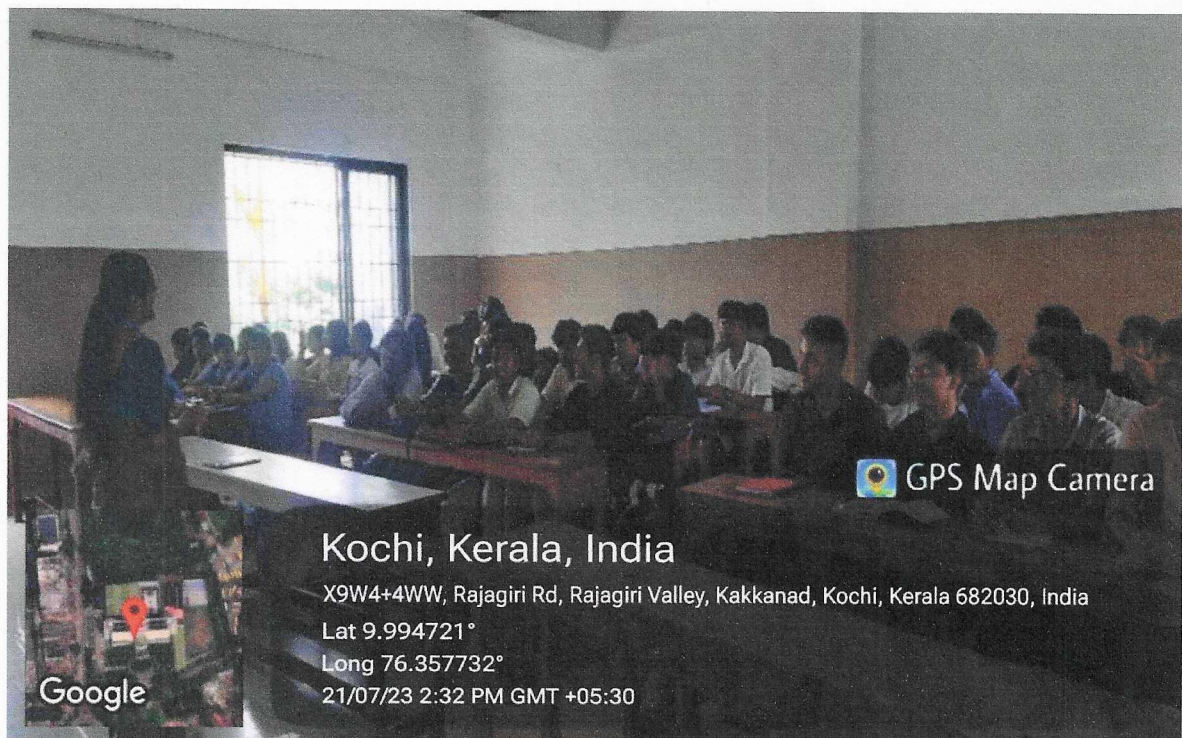 GPS Map Camera
Kochi, Kerala, India
X9W4+4WW, Rajagiri Rd, Rajagiri Valley, Kakkanad, Kochi, Kerala 682030, India
Lat 9.994721°
Long 76.357732°
21/07/23 2:32 PM GMT +05:30
Google